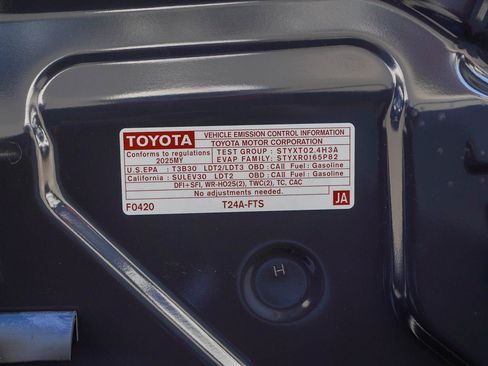 TOYOTA VEHICLE EMISSION CONTROL INFORMATION
TOYOTA MOTOR CORPORATION
Conforms to regulations TEST GROUP : STYXT02.4H3A
2025MY EVAP FAMILY: STYXR0165P82
U.S.EPA : T3B30 LDT2/LDT3 OBD:CAll Fuel: Gasoline
California : SULEV30 LDT2 OBD:CAll Fuel: Gasoline
DFI+SFI, WR-HO2S(2), TWC(2), TC, CAC
No adjustments needed.
F0420 T24A-FTS JA
H